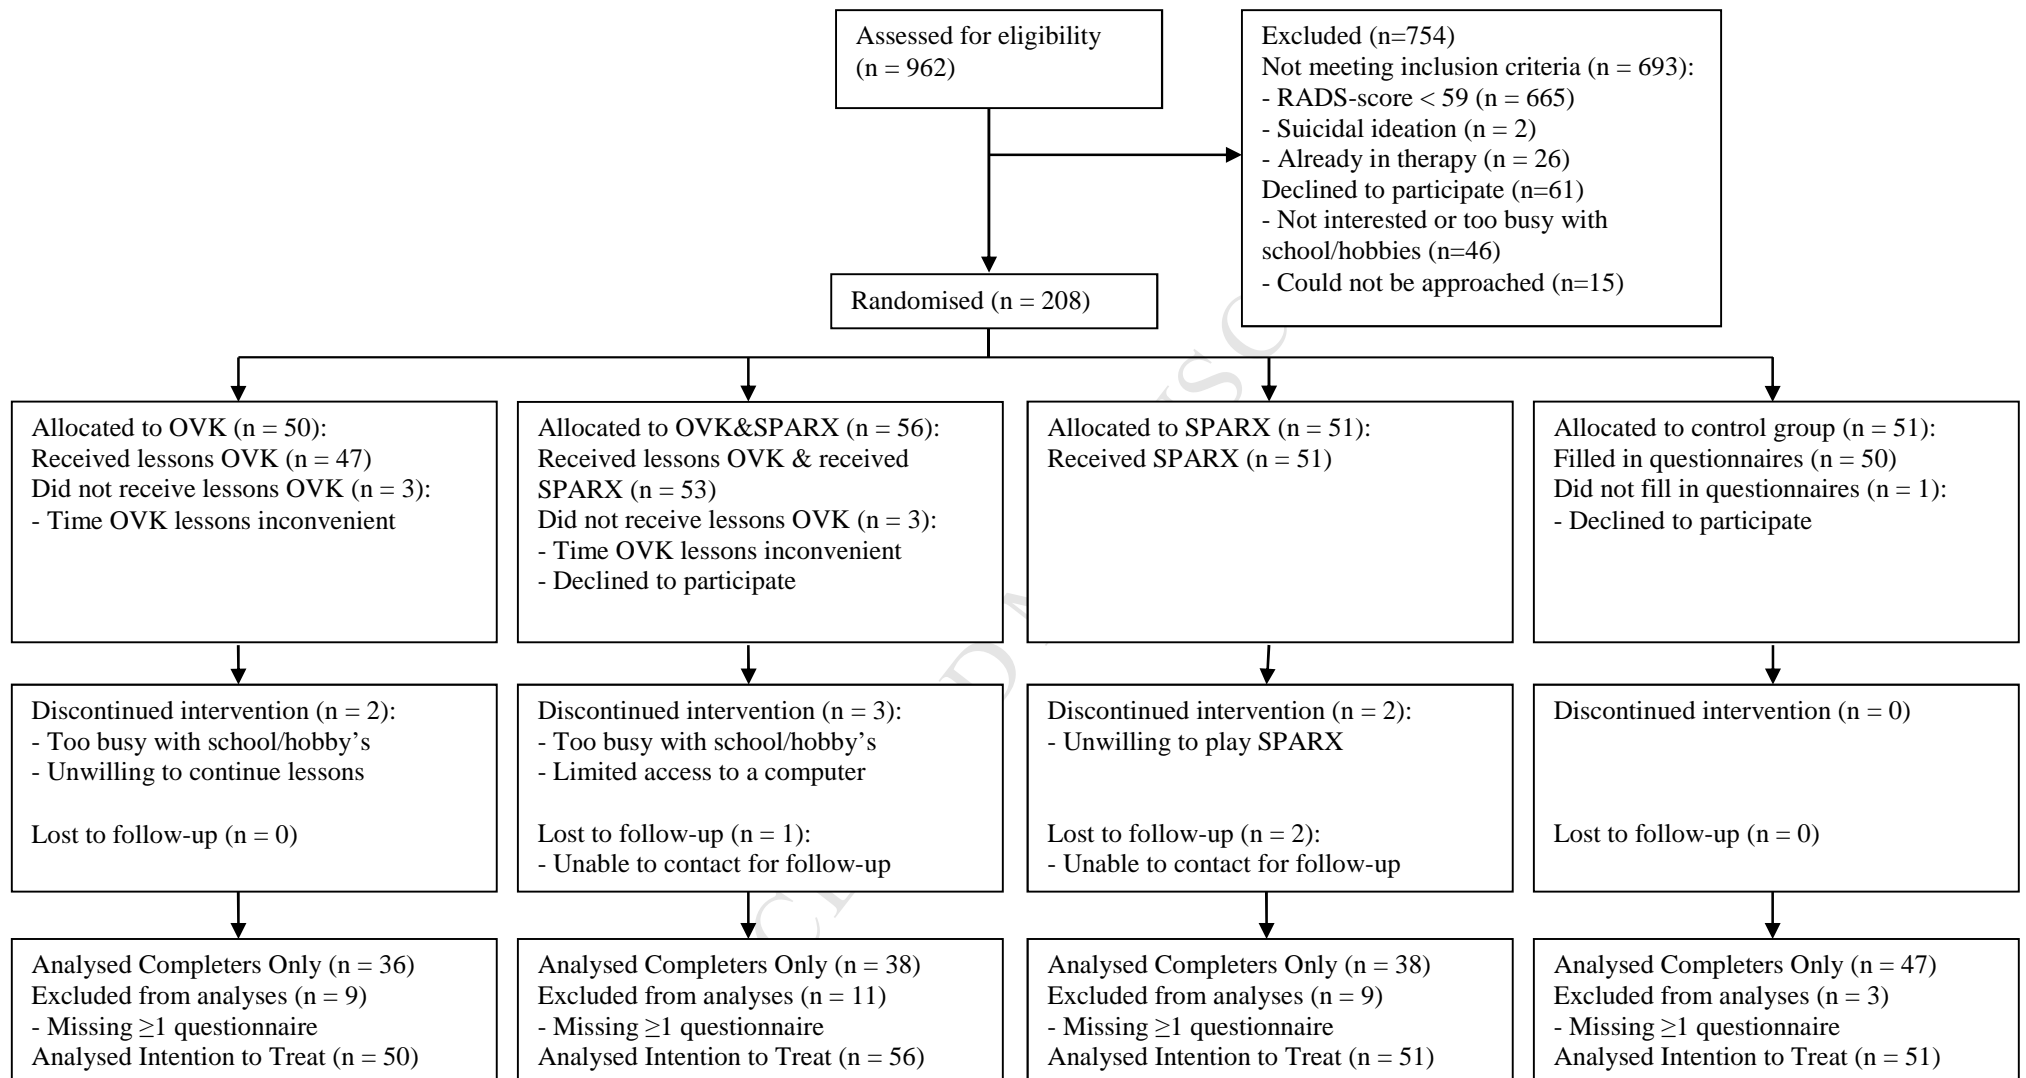 Assessed for eligibility
(n = 962)
Excluded (n=754)
Not meeting inclusion criteria (n = 693):
- RADS-score < 59 (n = 665)
- Suicidal ideation (n = 2)
- Already in therapy (n = 26)
Declined to participate (n=61)
- Not interested or too busy with
school/hobbies (n=46)
- Could not be approached (n=15)
Randomised (n = 208)
Allocated to OVK (n = 50):
Received lessons OVK (n = 47)
Did not receive lessons OVK (n = 3):
- Time OVK lessons inconvenient
Allocated to OVK&SPARX (n = 56):
Received lessons OVK & received
SPARX (n = 53)
Did not receive lessons OVK (n = 3):
- Time OVK lessons inconvenient
- Declined to participate
Allocated to SPARX (n = 51):
Received SPARX (n = 51)
Allocated to control group (n = 51):
Filled in questionnaires (n = 50)
Did not fill in questionnaires (n = 1):
- Declined to participate
Discontinued intervention (n = 2):
- Too busy with school/hobby’s
- Unwilling to continue lessons
Lost to follow-up (n = 0)
Discontinued intervention (n = 3):
- Too busy with school/hobby’s
- Limited access to a computer
Lost to follow-up (n = 1):
- Unable to contact for follow-up
Discontinued intervention (n = 2):
- Unwilling to play SPARX
Lost to follow-up (n = 2):
- Unable to contact for follow-up
Discontinued intervention (n = 0)
Lost to follow-up (n = 0)
Analysed Completers Only (n = 36)
Excluded from analyses (n = 9)
- Missing ≥1 questionnaire
Analysed Intention to Treat (n = 50)
Analysed Completers Only (n = 38)
Excluded from analyses (n = 11)
- Missing ≥1 questionnaire
Analysed Intention to Treat (n = 56)
Analysed Completers Only (n = 38)
Excluded from analyses (n = 9)
- Missing ≥1 questionnaire
Analysed Intention to Treat (n = 51)
Analysed Completers Only (n = 47)
Excluded from analyses (n = 3)
- Missing ≥1 questionnaire
Analysed Intention to Treat (n = 51)